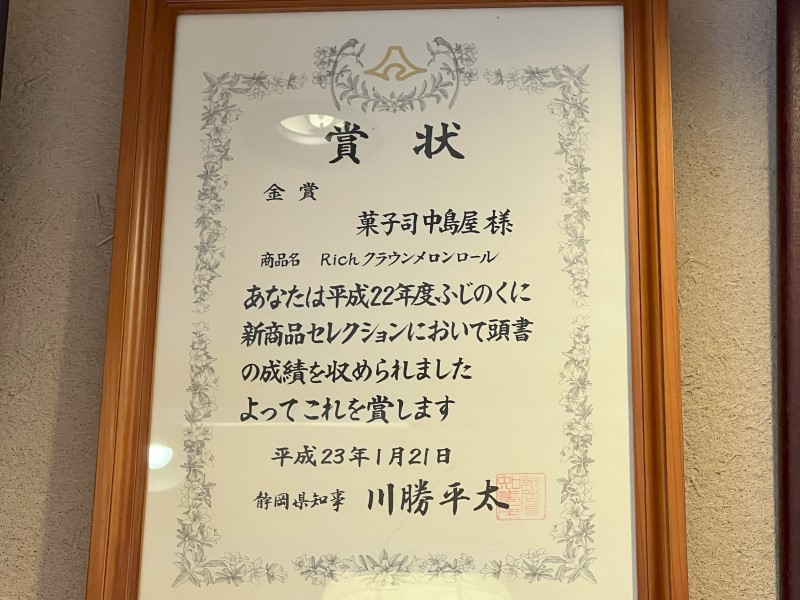 賞状
金賞
菓子司中島屋様
商品名 Richクラウンメロンロール
あなたは平成22年度ふじのくに
新商品セレクションにおいて頭書
の成績を収められました
よってこれを賞します
平成23年1月21日
静岡県知事 川勝平太